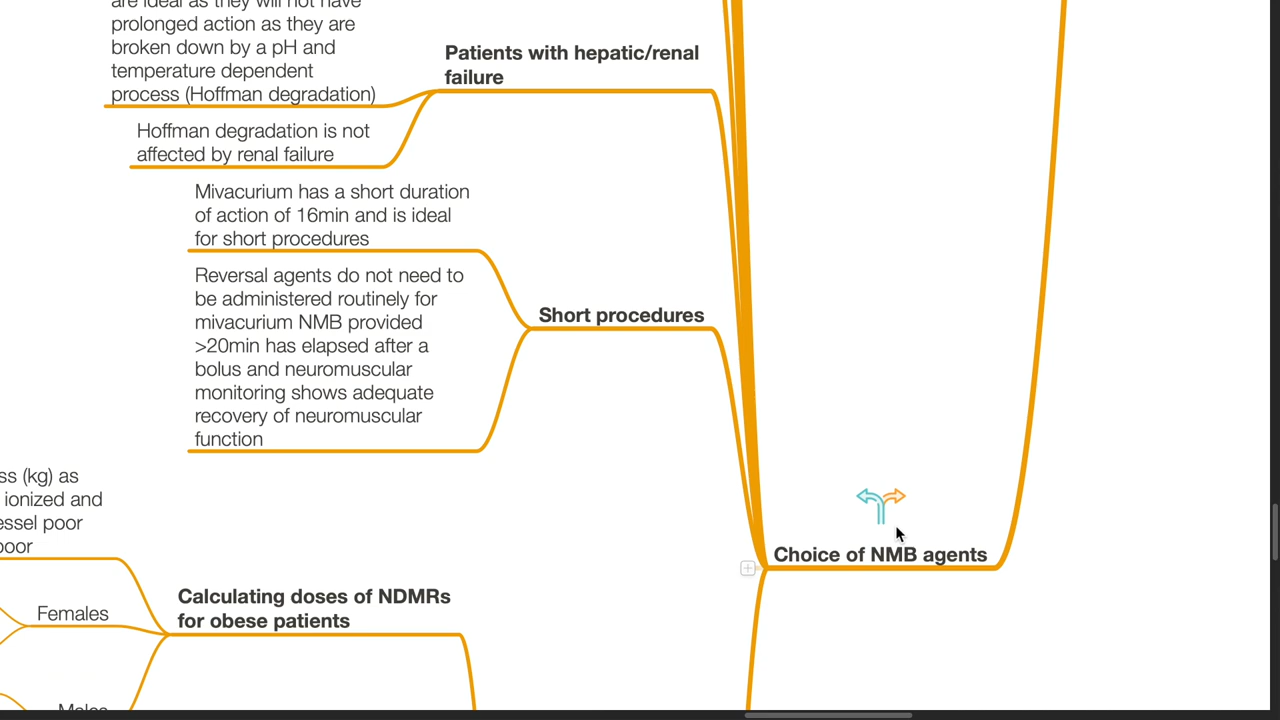 are ideal as they will not have
prolonged action as they are
broken down by a pH and
temperature dependent
process (Hoffman degradation)
Patients with hepatic/renal
failure
Hoffman degradation is not
affected by renal failure
Mivacurium has a short duration
of action of 16min and is ideal
for short procedures
Reversal agents do not need to
be administered routinely for
mivacurium NMB provided
>20min has elapsed after a
bolus and neuromuscular
monitoring shows adequate
recovery of neuromuscular
function
Short procedures
Choice of NMB agents
ss (kg) as
ionized and
essel poor
poor
Calculating doses of NDMRs
for obese patients
Females
Males